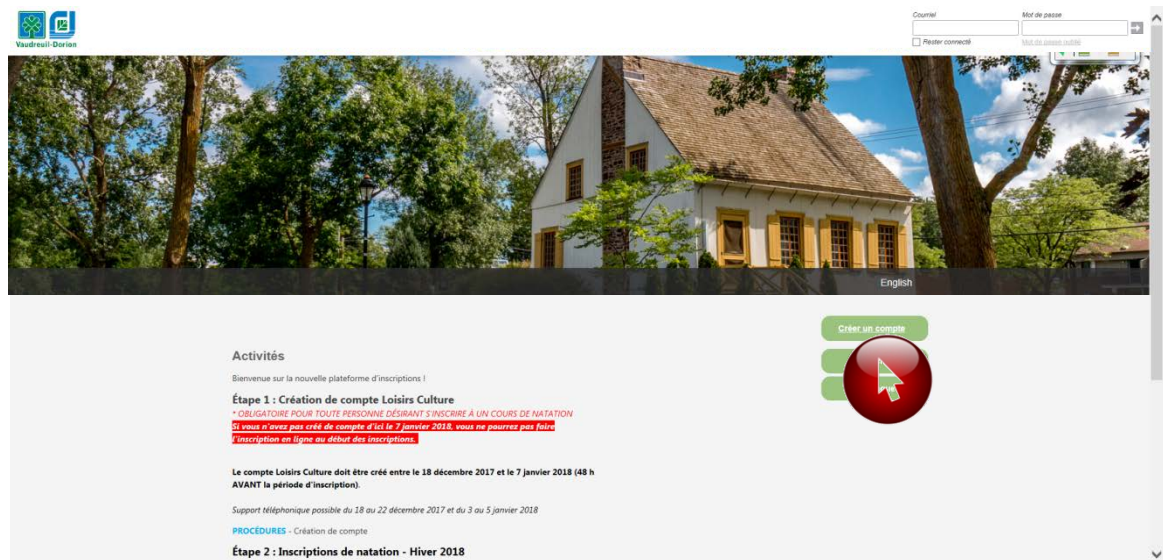 Courriel
Mot de passe
Vaudreuil-Dorion
Rester connecté
Mot de passe oublié
English
Créer un compte
Activités
Bienvenue sur la nouvelle plateforme d'inscriptions !
Étape 1 : Création de compte Loisirs Culture
* OBLIGATOIRE POUR TOUTE PERSONNE DÉSIRANT S'INSCRIRE À UN COURS DE NATATION
Si vous n'avez pas créé de compte d'ici le 7 janvier 2018, vous ne pourrez pas faire
l'inscription en ligne au début des inscriptions.
Le compte Loisirs Culture doit être créé entre le 18 décembre 2017 et le 7 janvier 2018 (48 h
AVANT la période d'inscription).
Support téléphonique possible du 18 au 22 décembre 2017 et du 3 au 5 janvier 2018
PROCÉDURES - Création de compte
Étape 2 : Inscriptions de natation - Hiver 2018